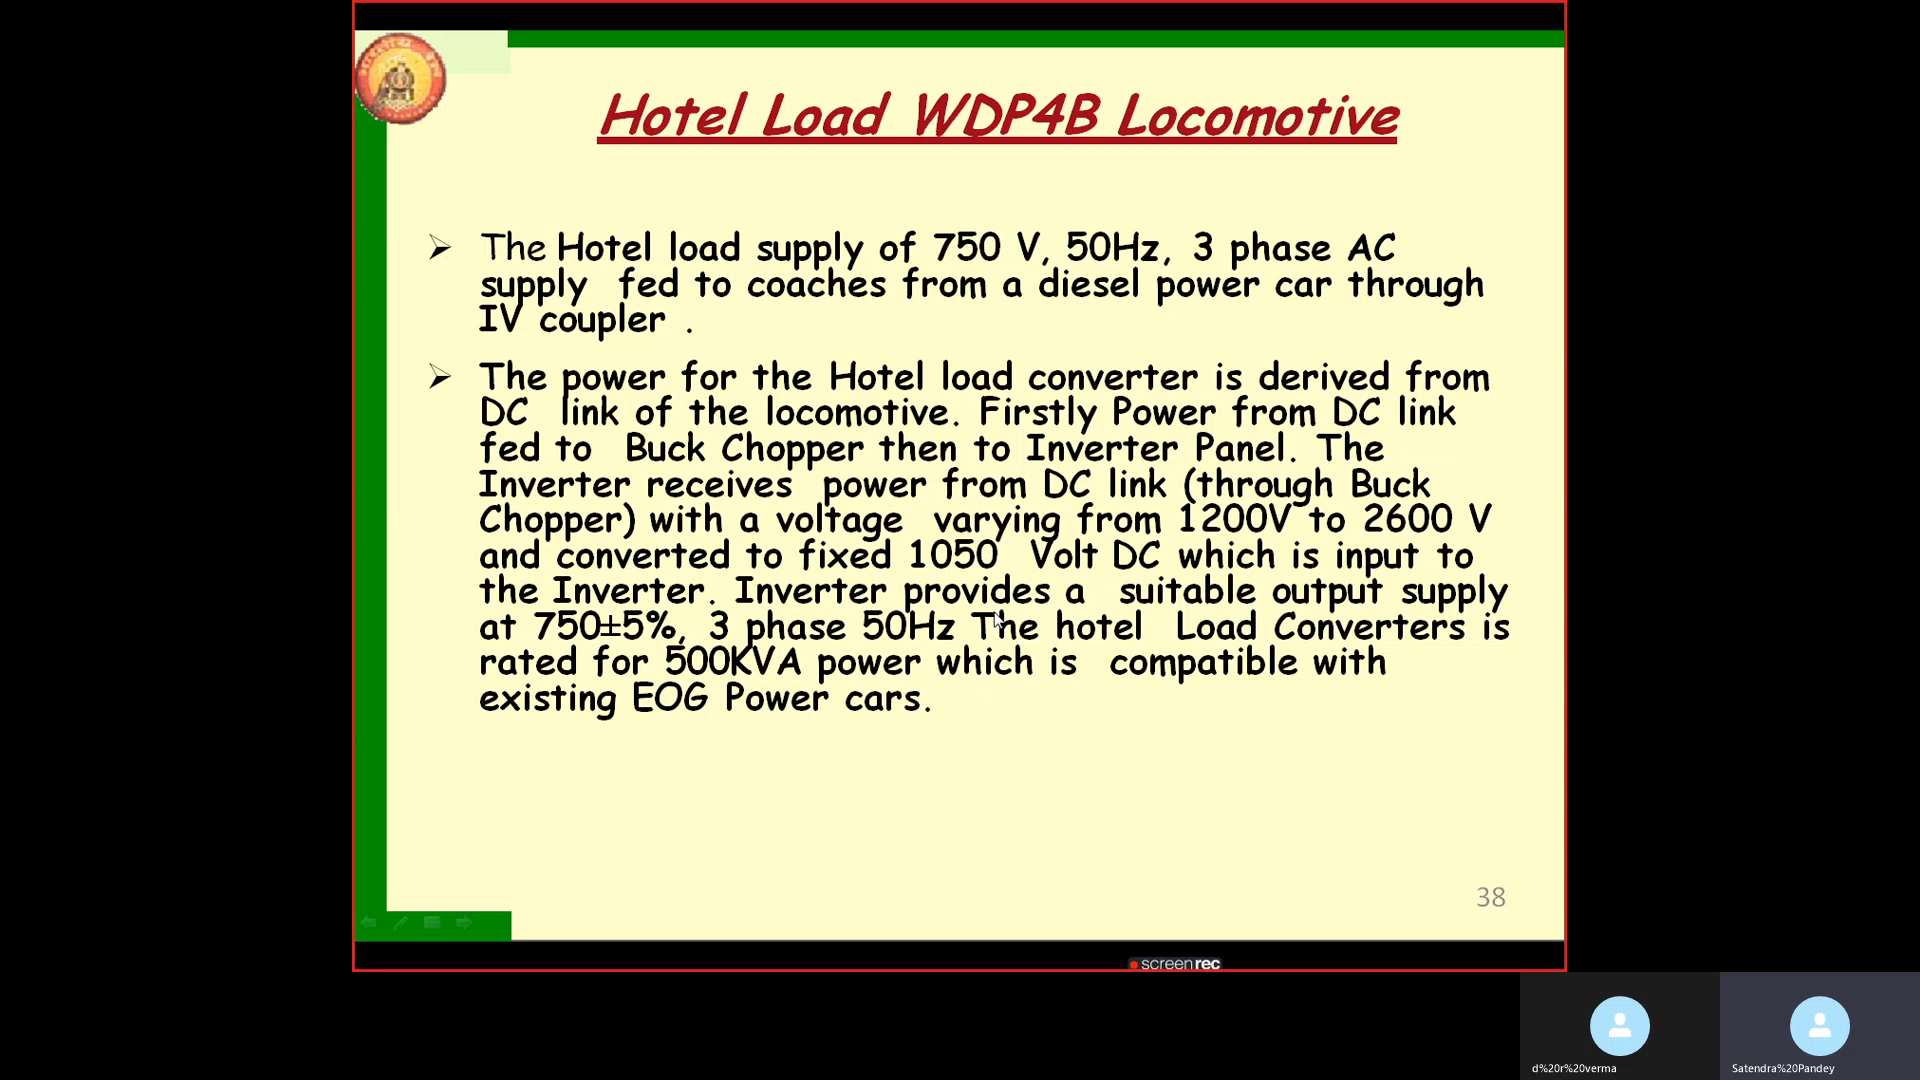 Hotel Load WDP4B Locomotive
➢ The Hotel load supply of 750 V, 50Hz, 3 phase AC
supply fed to coaches from a diesel power car through
IV coupler .
➢ The power for the Hotel load converter is derived from
DC link of the locomotive. Firstly Power from DC link
fed to Buck Chopper then to Inverter Panel. The
Inverter receives power from DC link (through Buck
Chopper) with a voltage varying from 1200V to 2600 V
and converted to fixed 1050 Volt DC which is input to
the Inverter. Inverter provides a suitable output supply
at 750±5%, 3 phase 50Hz The hotel Load Converters is
rated for 500KVA power which is compatible with
existing EOG Power cars.
38
screenrec
d%20r%20verma
Satendra%20Pandey